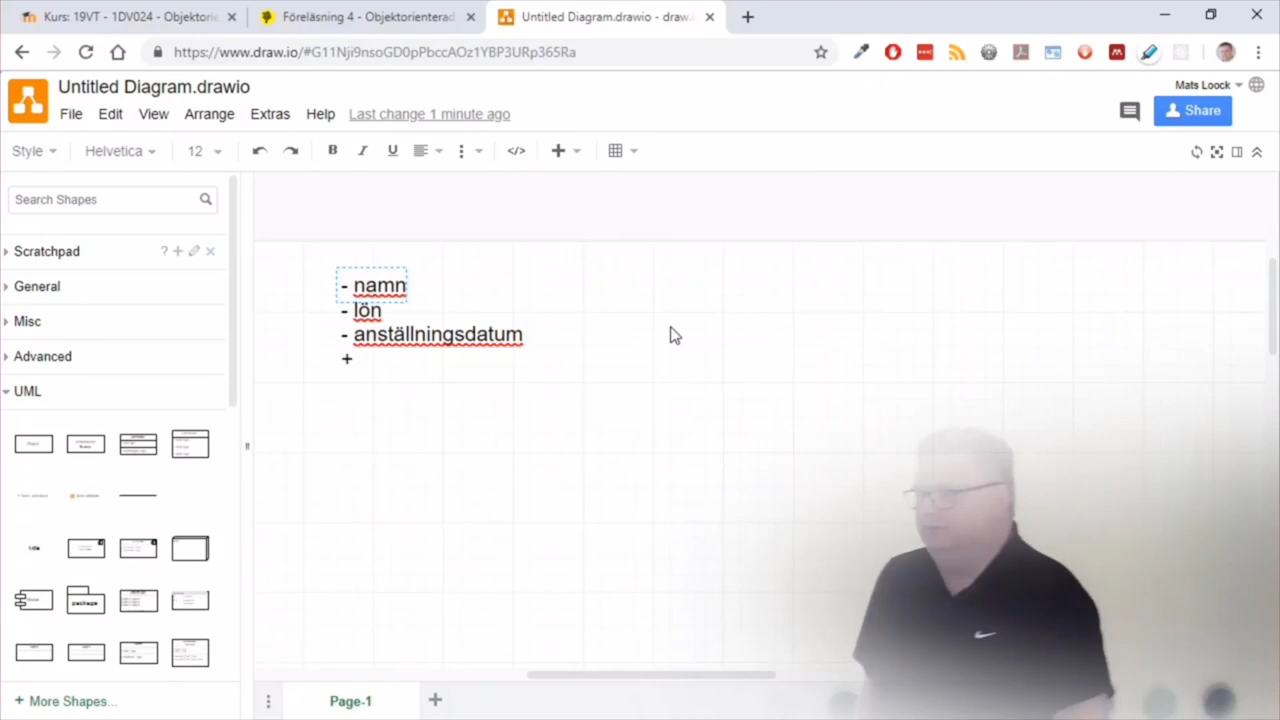 Kurs: 19VT - 1DV024 - Objektorie
Föreläsning 4 - Objektorienterad
Untitled Diagram.drawio - draw.
https://www.draw.io/#G11Nji9nsoGD0pPbccAOz1YBP3URp365Ra
Untitled Diagram.drawio
Mats Loock
File Edit View Arrange Extras Help Last change 1 minute ago
Share
Style Helvetica 12 B I U
Search Shapes
Scratchpad
General
Misc
Advanced
UML
- namn
- lön
- anställningsdatum
+
title
package
+ More Shapes...
Page-1